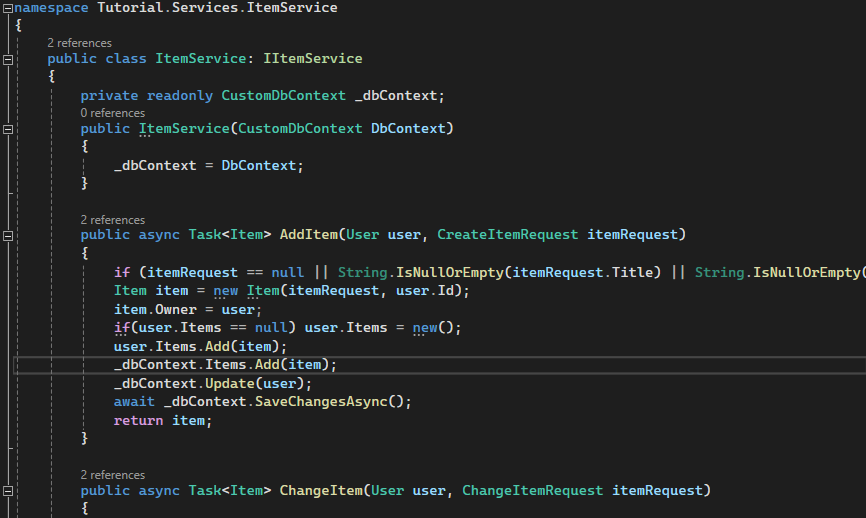 namespace Tutorial.Services.ItemService
{
2 references
public class ItemService: IItemService
{
private readonly CustomDbContext _dbContext;
0 references
public ItemService(CustomDbContext DbContext)
{
_dbContext = DbContext;
}
2 references
public async Task<Item> AddItem(User user, CreateItemRequest itemRequest)
{
if (itemRequest == null || String.IsNullOrEmpty(itemRequest.Title) || String.IsNullOrEmpty(
Item item = new Item(itemRequest, user.Id);
item.Owner = user;
if(user.Items == null) user.Items = new();
user.Items.Add(item);
_dbContext.Items.Add(item);
_dbContext.Update(user);
await _dbContext.SaveChangesAsync();
return item;
}
2 references
public async Task<Item> ChangeItem(User user, ChangeItemRequest itemRequest)
{